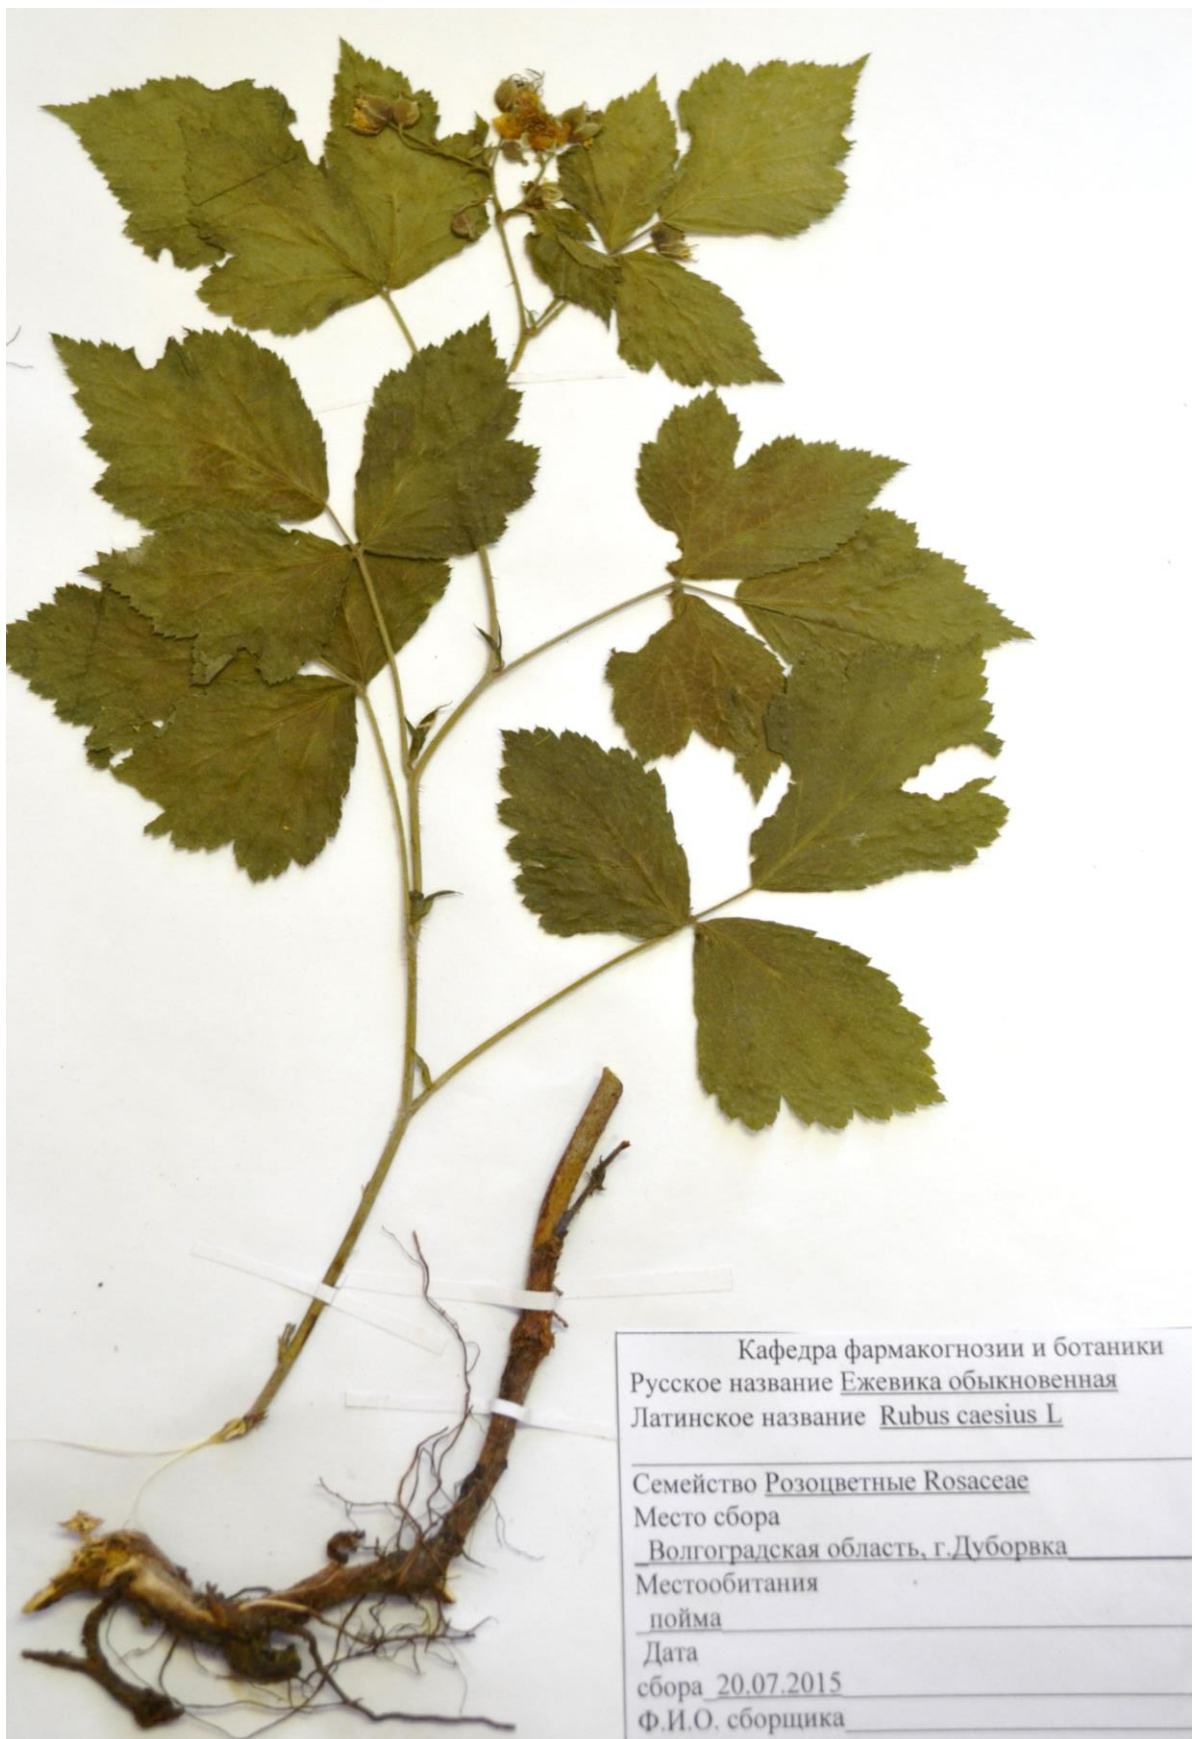 Кафедра фармакогнозии и ботаники
Русское название Ежевика обыкновенная
Латинское название Rubus caesius L
Семейство Розоцветные Rosaceae
Место сбора
Волгоградская область, г.Дуборвка
Местообитания
пойма
Дата
сбора 20.07.2015
Ф.И.О. сборщика